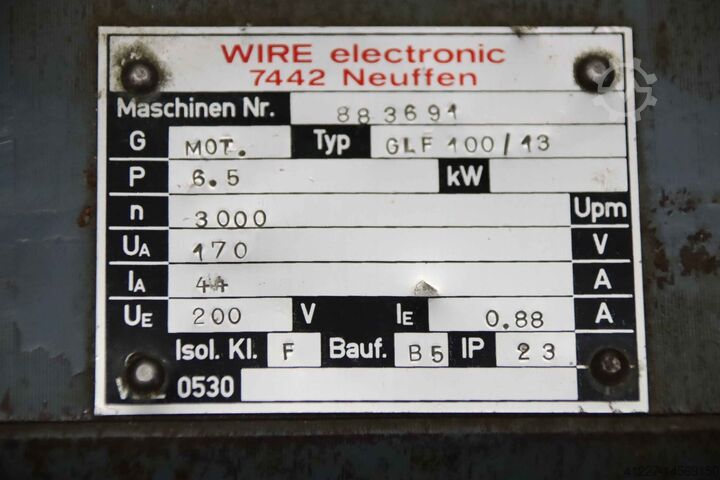 WIRE electronic
7442 Neuffen
Maschinen Nr. 883691
G MOT. Typ GLF 100/13
P 6.5 kW
n 3000 Upm
UA 170 V
IA 44 A
UE 200 V IE 0.88 A
Isol. Kl. F Bauf. B5 IP 23
0530